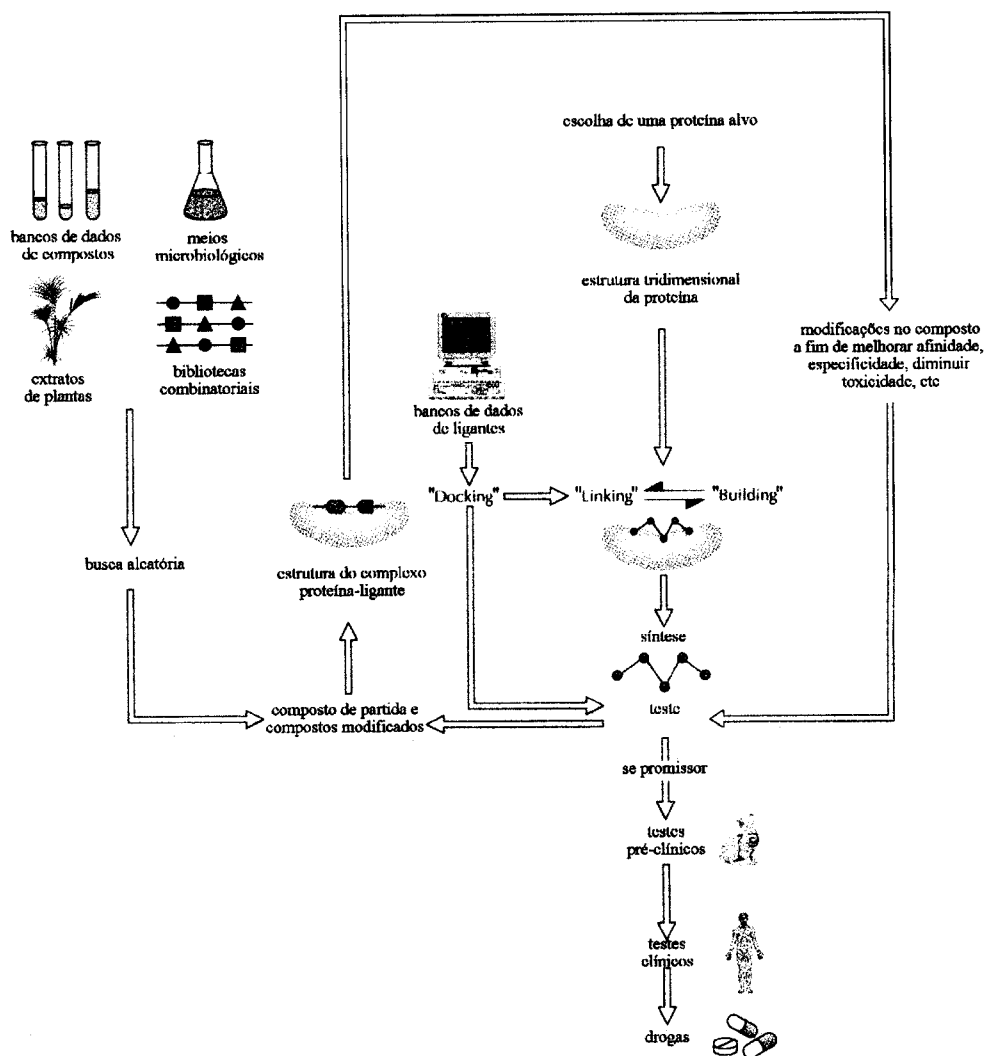 escolha de uma proteína alvo
bancos de dados
de compostos
meios
microbiológicos
estrutura tridimensional
da proteína
extratos
de plantas
bibliotecas
combinatoriais
modificações no composto
a fim de melhorar afinidade,
especificidade, diminuir
toxicidade, etc
bancos de dados
de ligantes
"Docking"
"Linking"
"Building"
busca aleatória
estrutura do complexo
proteína-ligante
síntese
teste
composto de partida e
compostos modificados
se promissor
testes
pré-clínicos
testes
clínicos
drogas